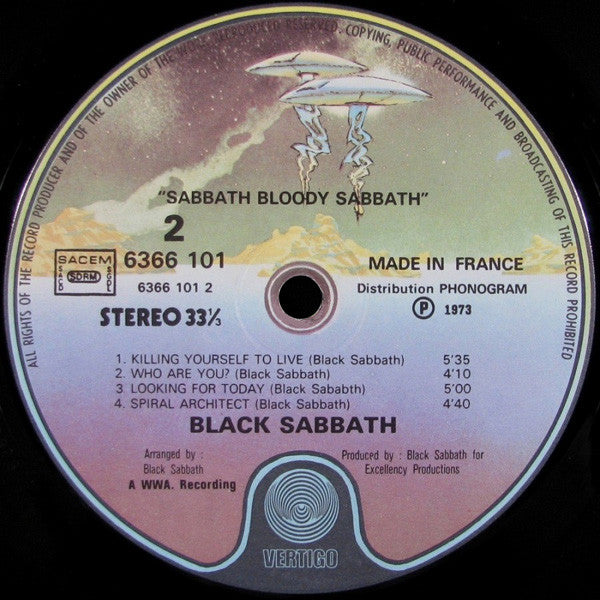 ALL RIGHTS OF THE RECORD PRODUCER AND OF THE OWNER OF THE WORK REPRODUCED RESERVED. COPYING, PUBLIC PERFORMANCE AND BROADCASTING OF THIS RECORD PROHIBITED
"SABBATH BLOODY SABBATH"
2
SACEM
SACD
SDRM
SGDL
6366 101
MADE IN FRANCE
6366 101 2
Distribution PHONOGRAM
STEREO 33⅓
Ⓟ 1973
1. KILLING YOURSELF TO LIVE (Black Sabbath) 5'35
2. WHO ARE YOU? (Black Sabbath) 4'10
3. LOOKING FOR TODAY (Black Sababth) 5'00
4. SPIRAL ARCHITECT (Black Sabbath) 4'40
BLACK SABBATH
Arranged by :
Black Sabbath
Produced by : Black Sabbath for
Excellency Productions
A WWA. Recording
VERTIGO